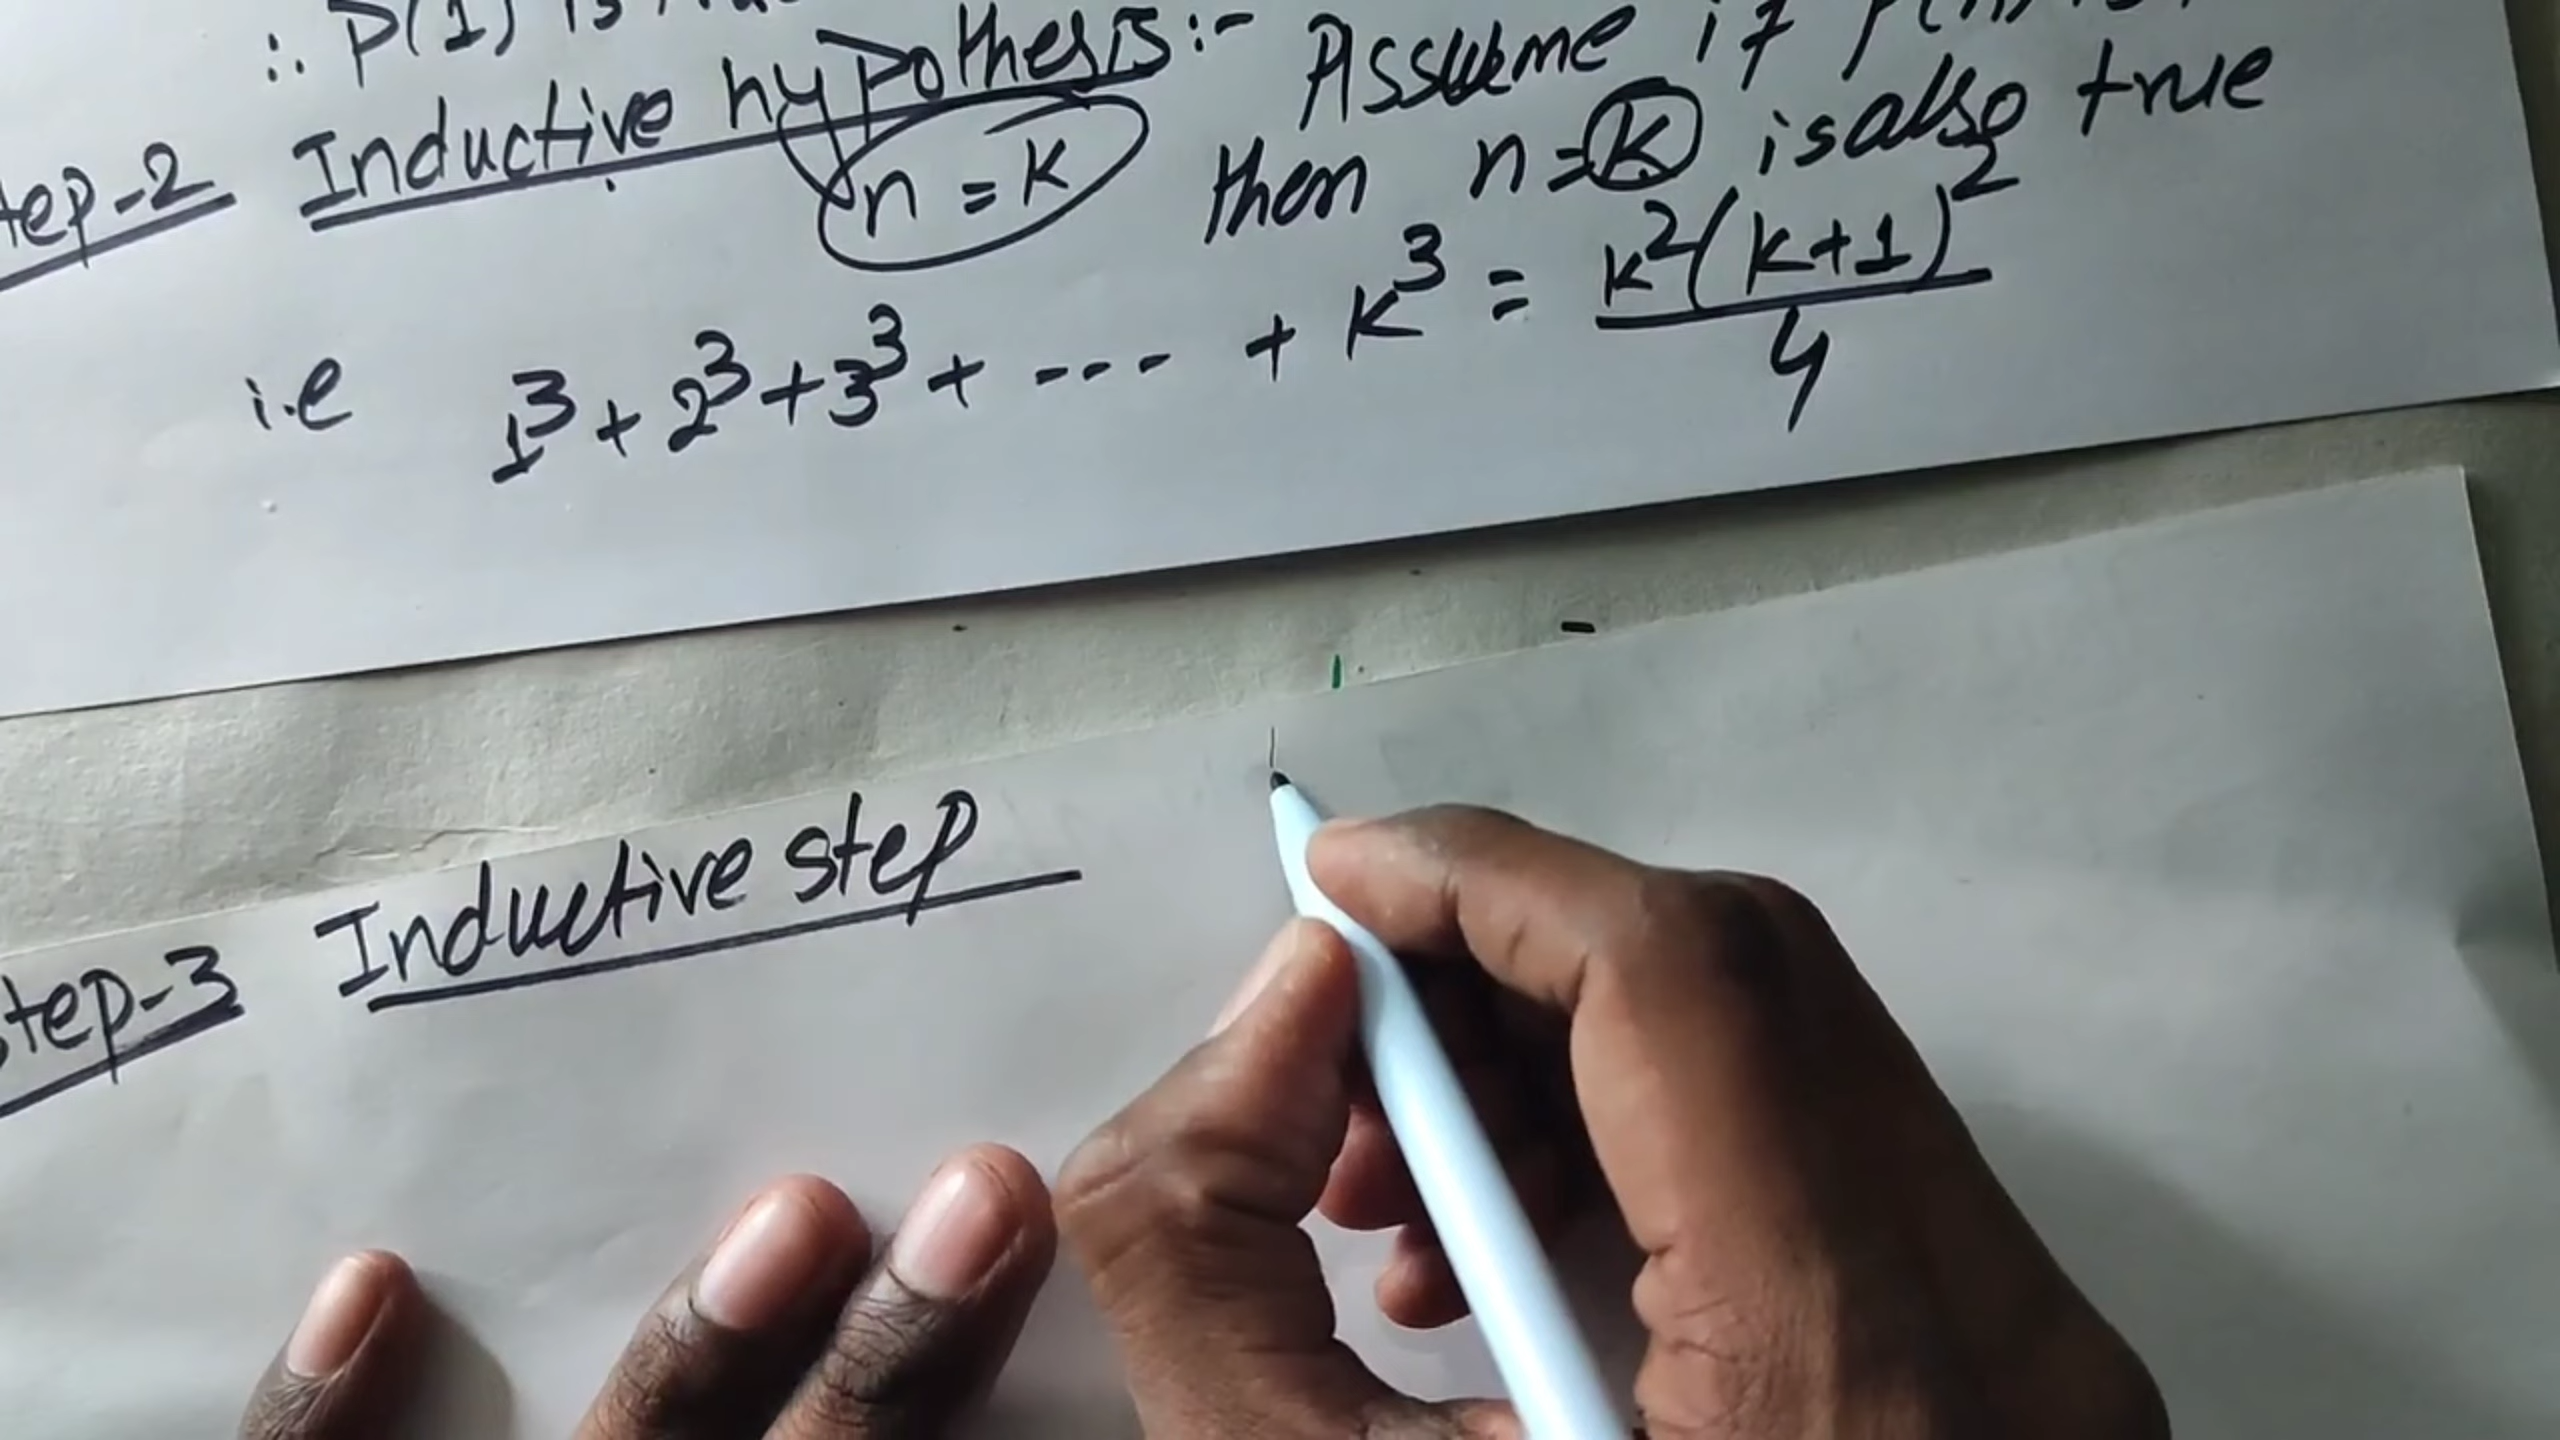 ∴ P(1) is
Step-2 Inductive hypothesis:- Assume if P(n) is
n = k then n = k is also true
i.e 1³ + 2³ + 3³ + --- + k³ = k²(k+1)²/4
Step-3 Inductive step